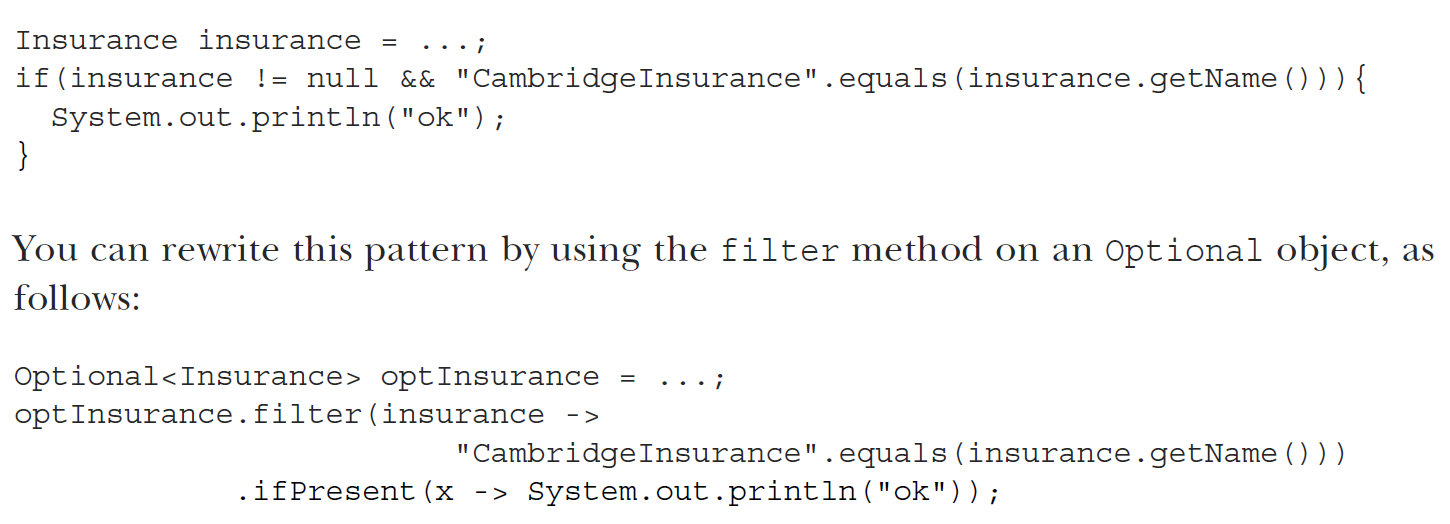 Insurance insurance = ...;
if(insurance != null && "CambridgeInsurance".equals(insurance.getName())){
  System.out.println("ok");
}
You can rewrite this pattern by using the filter method on an Optional object, as
follows:
Optional<Insurance> optInsurance = ...;
optInsurance.filter(insurance ->
                        "CambridgeInsurance".equals(insurance.getName()))
            .ifPresent(x -> System.out.println("ok"));